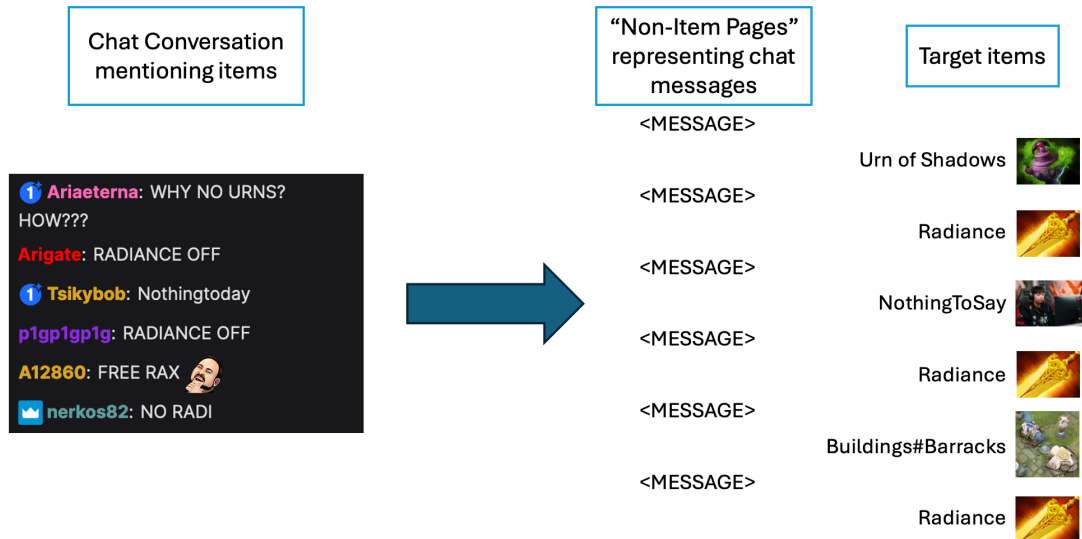 Chat Conversation
mentioning items
“Non-Item Pages”
representing chat
messages
Target items
1 Ariaeterna: WHY NO URNS?
HOW???
Arigate: RADIANCE OFF
1 Tsikybob: Nothingtoday
p1gp1gp1g: RADIANCE OFF
A12860: FREE RAX
nerkos82: NO RADI
<MESSAGE>
Urn of Shadows
<MESSAGE>
Radiance
<MESSAGE>
NothingToSay
<MESSAGE>
Radiance
<MESSAGE>
Buildings#Barracks
<MESSAGE>
Radiance